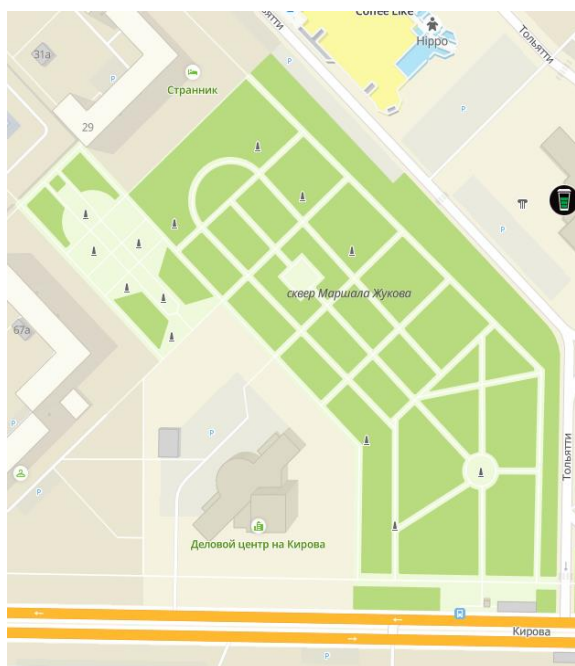 Coffee Like
Hippo
Тольятти
31а
P
P
Странник
P
29
P
P
сквер Маршала Жукова
67а
P
P
P
Тольятти
Деловой центр на Кирова
Кирова
P